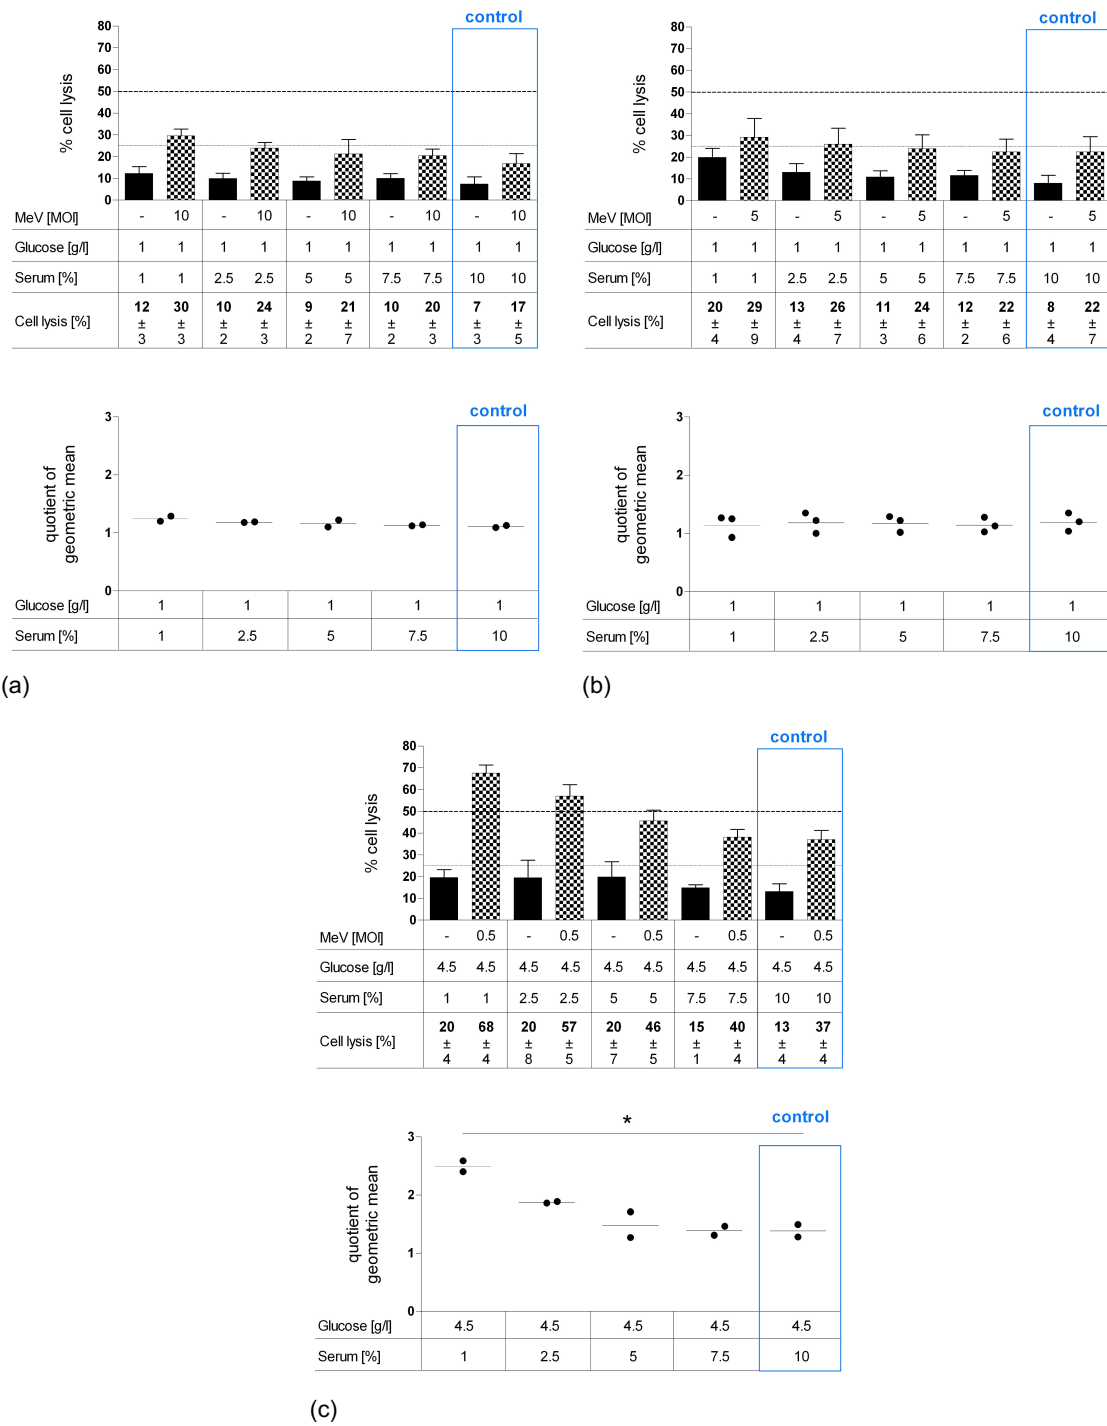 control
80
70
60
50
40
30
20
10
0
% cell lysis
MeV [MOI] - 10 - 10 - 10 - 10 - 10
Glucose [g/l] 1 1 1 1 1 1 1 1 1 1
Serum [%] 1 1 2.5 2.5 5 5 7.5 7.5 10 10
Cell lysis [%] 12 30 10 24 9 21 10 20 7 17
± ± ± ± ± ± ± ± ± ±
3 3 2 3 2 7 2 3 3 5
control
3
2
1
0
quotient of
geometric mean
Glucose [g/l] 1 1 1 1 1
Serum [%] 1 2.5 5 7.5 10
(a)
control
80
70
60
50
40
30
20
10
0
% cell lysis
MeV [MOI] - 5 - 5 - 5 - 5 - 5
Glucose [g/l] 1 1 1 1 1 1 1 1 1 1
Serum [%] 1 1 2.5 2.5 5 5 7.5 7.5 10 10
Cell lysis [%] 20 29 13 26 11 24 12 22 8 22
± ± ± ± ± ± ± ± ± ±
4 9 4 7 3 6 2 6 4 7
control
3
2
1
0
quotient of
geometric mean
Glucose [g/l] 1 1 1 1 1
Serum [%] 1 2.5 5 7.5 10
(b)
control
80
70
60
50
40
30
20
10
0
% cell lysis
MeV [MOI] - 0.5 - 0.5 - 0.5 - 0.5 - 0.5
Glucose [g/l] 4.5 4.5 4.5 4.5 4.5 4.5 4.5 4.5 4.5 4.5
Serum [%] 1 1 2.5 2.5 5 5 7.5 7.5 10 10
Cell lysis [%] 20 68 20 57 20 46 15 40 13 37
± ± ± ± ± ± ± ± ± ±
4 4 8 5 7 5 1 4 4 4
control
*
3
2
1
0
quotient of
geometric mean
Glucose [g/l] 4.5 4.5 4.5 4.5 4.5
Serum [%] 1 2.5 5 7.5 10
(c)